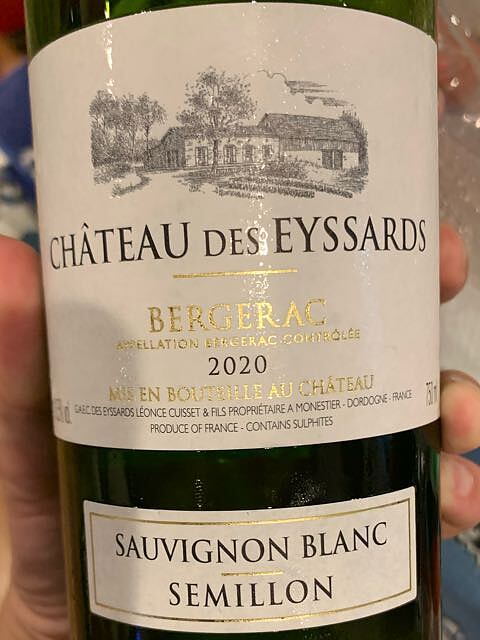 CHÂTEAU DES EYSSARDS
BERGERAC
APPELLATION BERGERAC CONTRÔLÉE
2020
MIS EN BOUTEILLE AU CHÂTEAU
G.A.E.C. DES EYSSARDS LÉONCE CUISSET & FILS PROPRIÉTAIRE A MONESTIER - DORDOGNE - FRANCE
PRODUCE OF FRANCE - CONTAINS SULPHITES
SAUVIGNON BLANC
SEMILLON